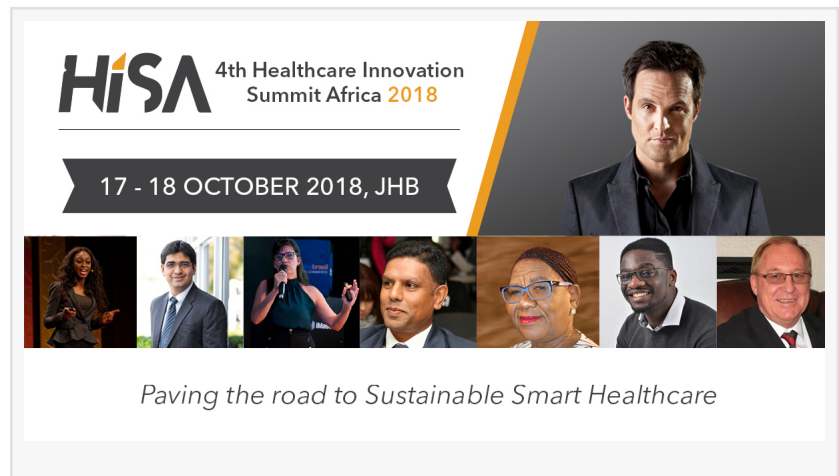 HiSA
4th Healthcare Innovation
Summit Africa 2018
17 - 18 OCTOBER 2018, JHB
brasil
Paving the road to Sustainable Smart Healthcare